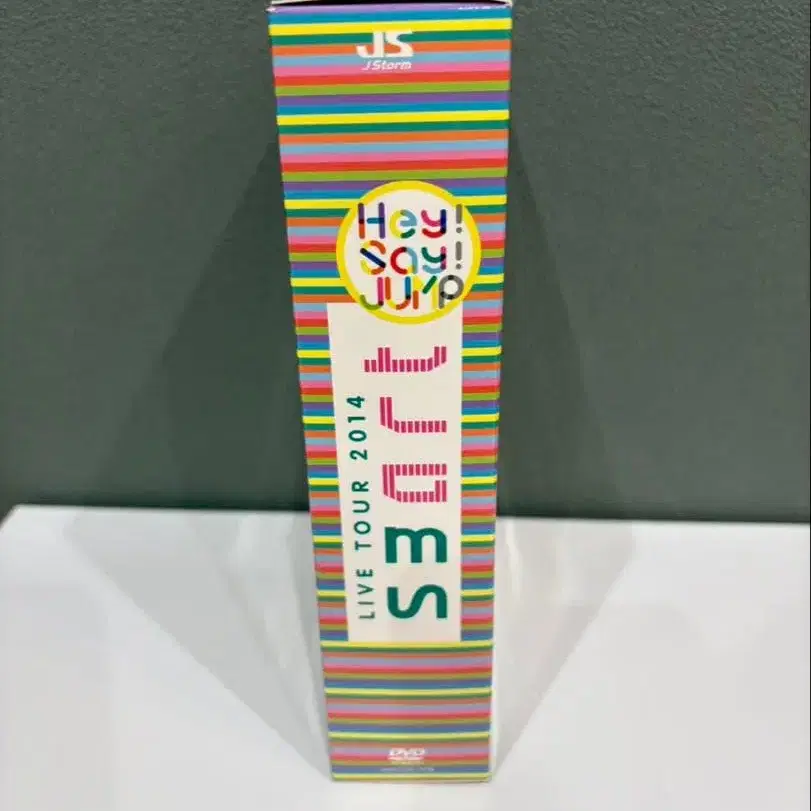 JS
J Storm
Hey!
Say!
JUMP
LIVE TOUR 2014
smart
DVD